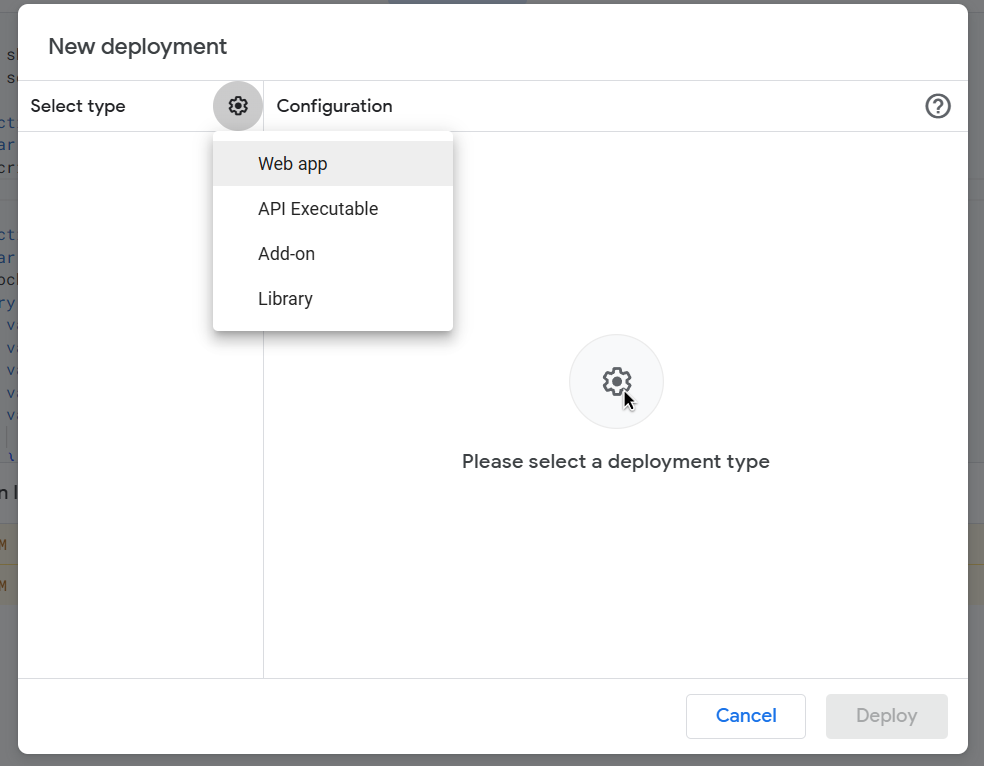 New deployment
Select type
Configuration
Web app
API Executable
Add-on
Library
Please select a deployment type
Cancel
Deploy